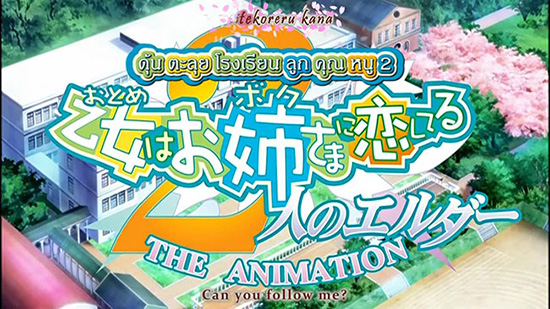 tekoreru kana
ดุ้น ตะลุย โรงเรียน ลูก คุณ หนู 2
おとめ ボク
乙女はお姉さまに恋してる
2人のエルダー
THE ANIMATION
Can you follow me?